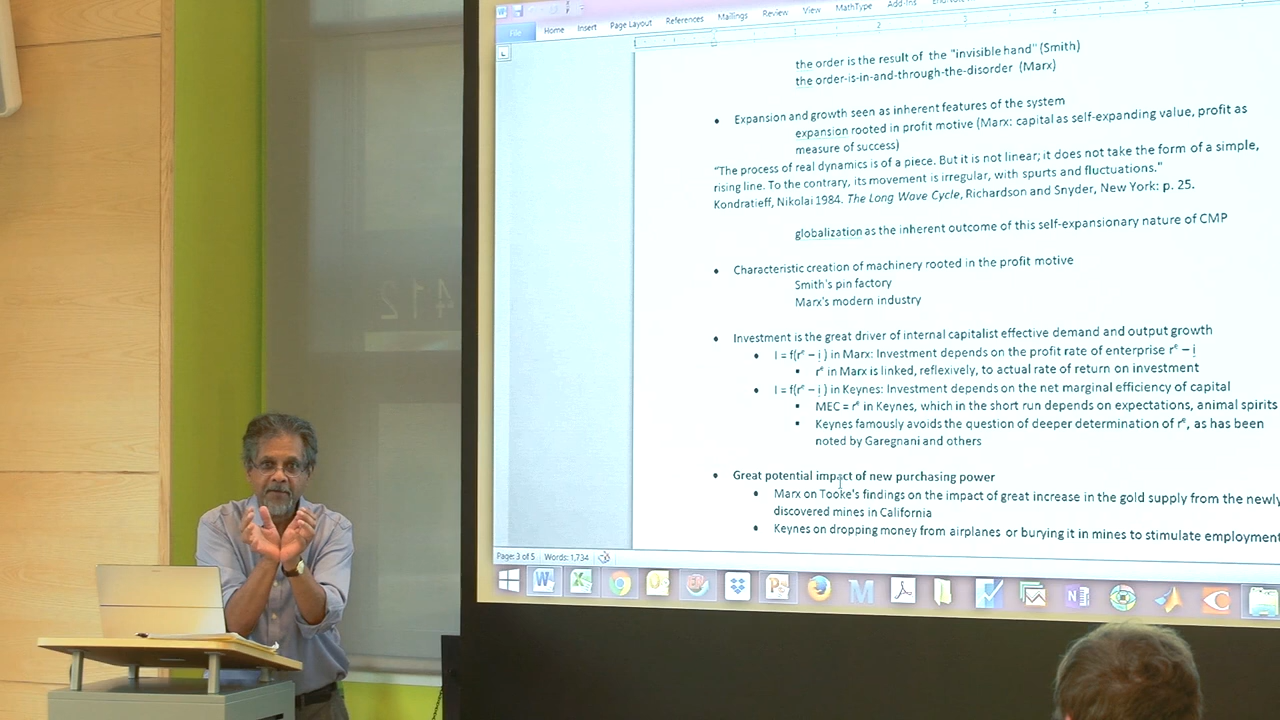 File Home Insert Page Layout References Mailings Review View MathType Add-Ins
the order is the result of the "invisible hand" (Smith)
the order-is-in-and-through-the-disorder (Marx)
• Expansion and growth seen as inherent features of the system
expansion rooted in profit motive (Marx: capital as self-expanding value, profit as
measure of success)
"The process of real dynamics is of a piece. But it is not linear; it does not take the form of a simple,
rising line. To the contrary, its movement is irregular, with spurts and fluctuations."
Kondratieff, Nikolai 1984. The Long Wave Cycle, Richardson and Snyder, New York: p. 25.
globalization as the inherent outcome of this self-expansionary nature of CMP
• Characteristic creation of machinery rooted in the profit motive
Smith's pin factory
Marx's modern industry
• Investment is the great driver of internal capitalist effective demand and output growth
• I = f(rᵉ – i ) in Marx: Investment depends on the profit rate of enterprise rᵉ – i
▪ rᵉ in Marx is linked, reflexively, to actual rate of return on investment
• I = f(rᵉ – i ) in Keynes: Investment depends on the net marginal efficiency of capital
▪ MEC = rᵉ in Keynes, which in the short run depends on expectations, animal spirits
▪ Keynes famously avoids the question of deeper determination of rᵉ, as has been
noted by Garegnani and others
• Great potential impact of new purchasing power
• Marx on Tooke's findings on the impact of great increase in the gold supply from the newly
discovered mines in California
• Keynes on dropping money from airplanes or burying it in mines to stimulate employment
Page: 3 of 5 Words: 1,734
412